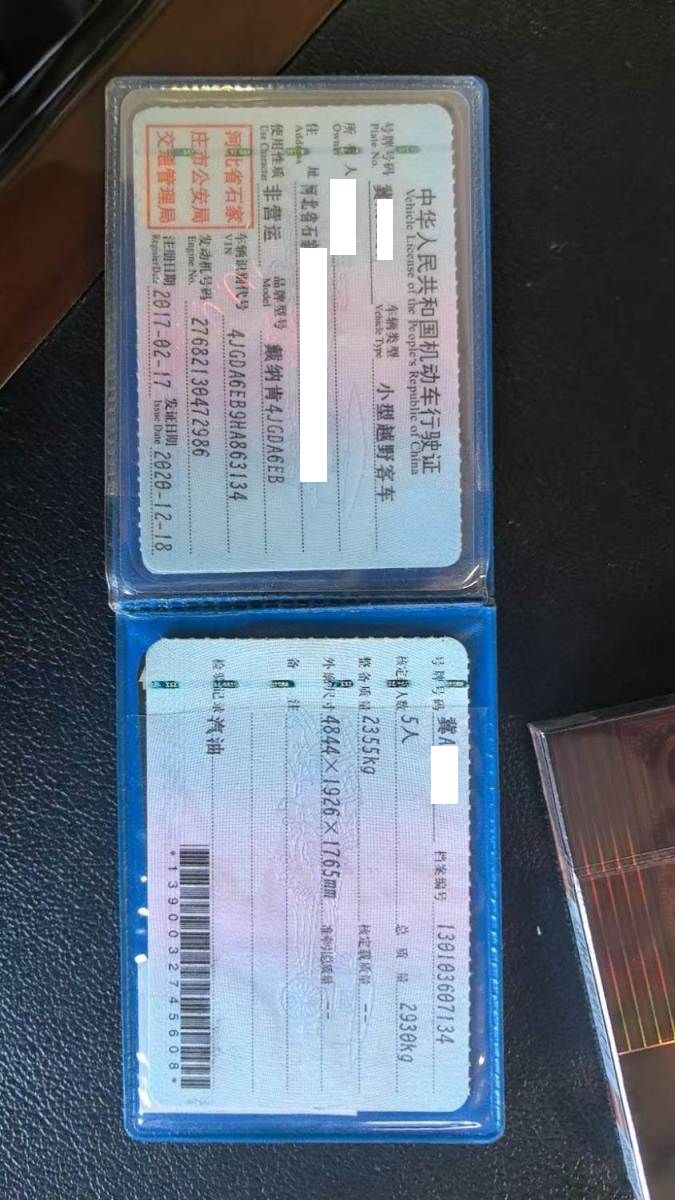 中华人民共和国机动车行驶证
Vehicle License of the People's Republic of China
号牌号码 冀 车辆类型 小型越野客车
Plate No. Vehicle Type
所有人
Owner
住址 河北省石家
Address
使用性质 非营运 品牌型号 戴纳肯4JGDA6EB
Use Character Model
河北省石家
庄市公安局
交通管理局
车辆识别代号 4JGDA6EB9HA863134
VIN
发动机号码 27682130472986
Engine No.
注册日期 2017-02-17 发证日期 2020-12-18
Register Date Issue Date
号牌号码 冀A 档案编号 130103607134
核定载人数 5人 总质量 2930kg
整备质量 2355kg 核定载质量 --
外廓尺寸 4844×1926×1765mm 准牵引总质量 --
备注
检验记录 汽油
*1390032745608*